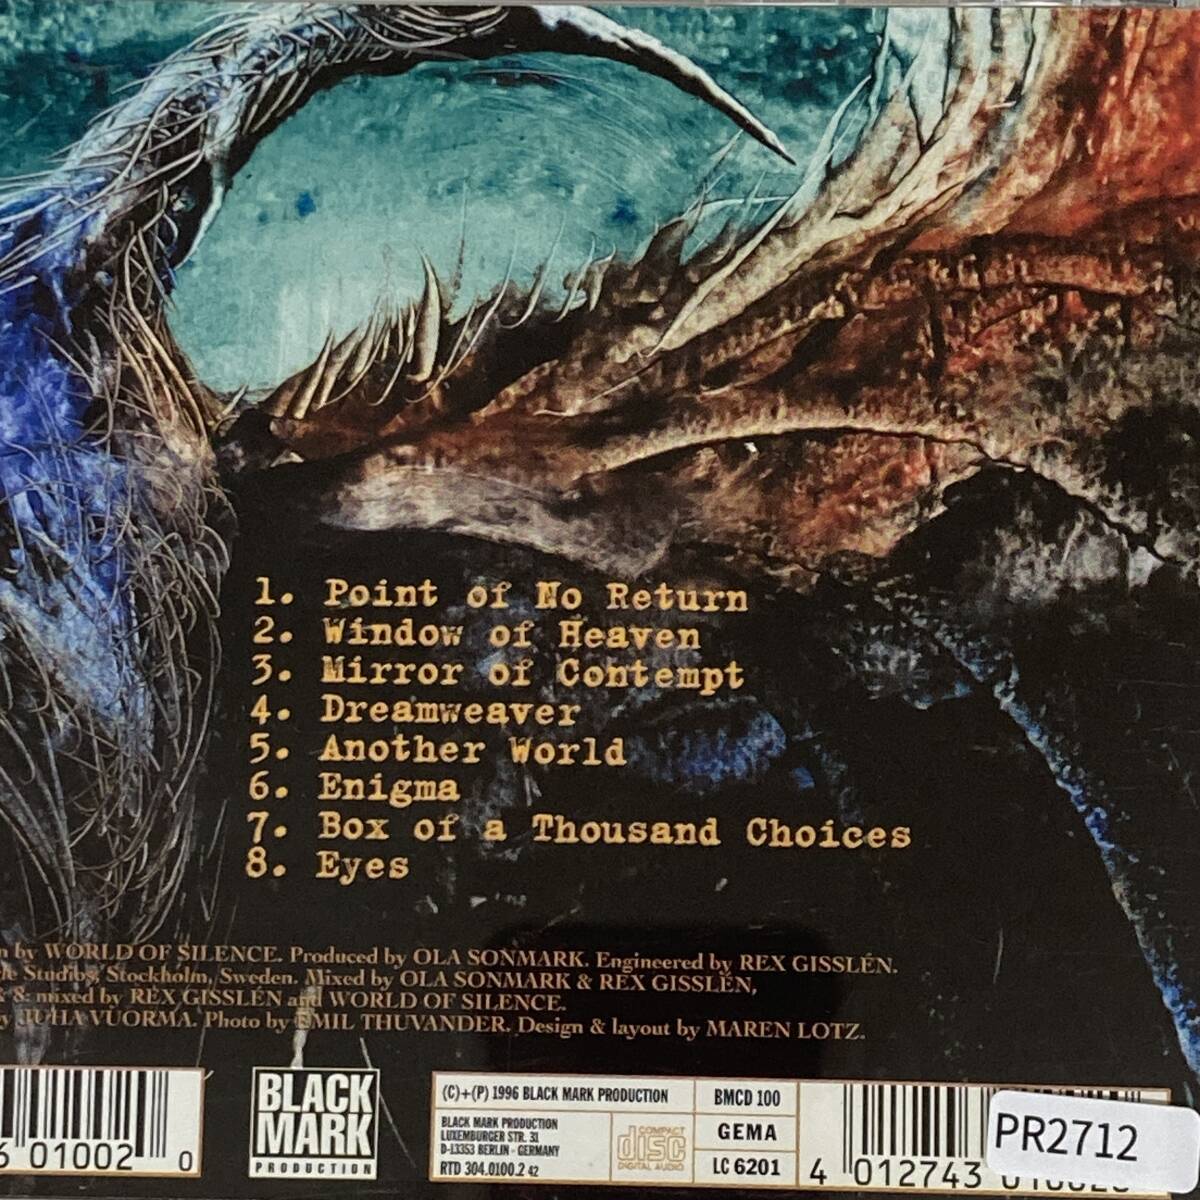 1. Point of No Return
2. Window of Heaven
3. Mirror of Contempt
4. Dreamweaver
5. Another World
6. Enigma
7. Box of a Thousand Choices
8. Eyes
by WORLD OF SILENCE. Produced by OLA SONMARK. Engineered by REX GISSLÉN.
Studios, Stockholm, Sweden. Mixed by OLA SONMARK & REX GISSLÉN,
& 8: mixed by REX GISSLÉN and WORLD OF SILENCE.
JUHA VUORMA. Photo by EMIL THUVANDER. Design & layout by MAREN LOTZ.
01002 0
BLACK
MARK
PRODUCTION
(C)+(P) 1996 BLACK MARK PRODUCTION
BLACK MARK PRODUCTION
LUXEMBURGER STR. 31
D-13353 BERLIN - GERMANY
RTD 304.0100.2 42
COMPACT
disc
DIGITAL AUDIO
BMCD 100
GEMA
LC 6201
4 012743
PR2712